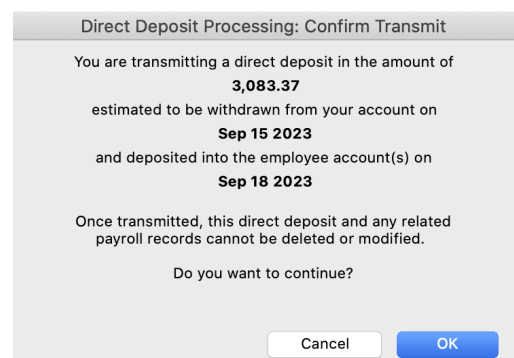 Direct Deposit Processing: Confirm Transmit
You are transmitting a direct deposit in the amount of
3,083.37
estimated to be withdrawn from your account on
Sep 15 2023
and deposited into the employee account(s) on
Sep 18 2023
Once transmitted, this direct deposit and any related
payroll records cannot be deleted or modified.
Do you want to continue?
Cancel OK